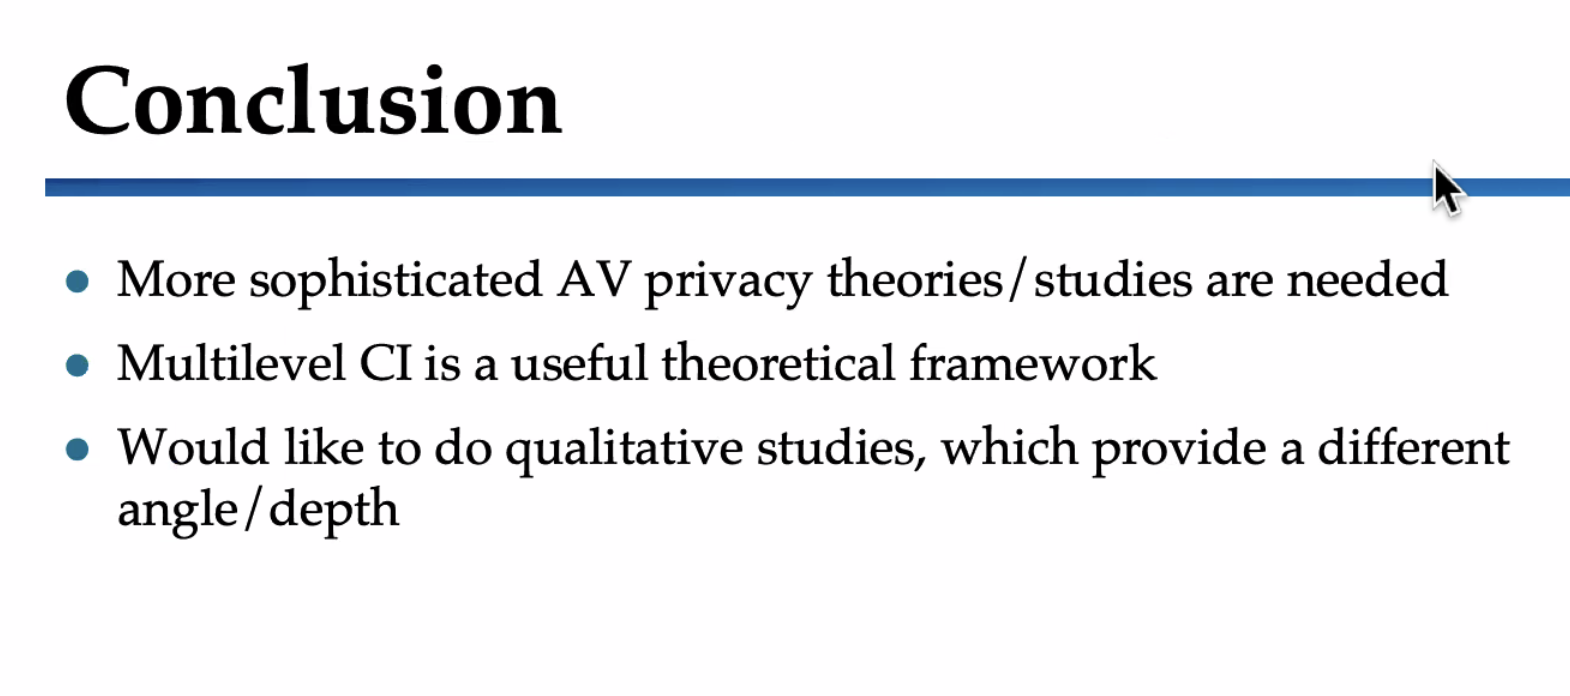 Conclusion
More sophisticated AV privacy theories/studies are needed
Multilevel CI is a useful theoretical framework
Would like to do qualitative studies, which provide a different
angle/depth